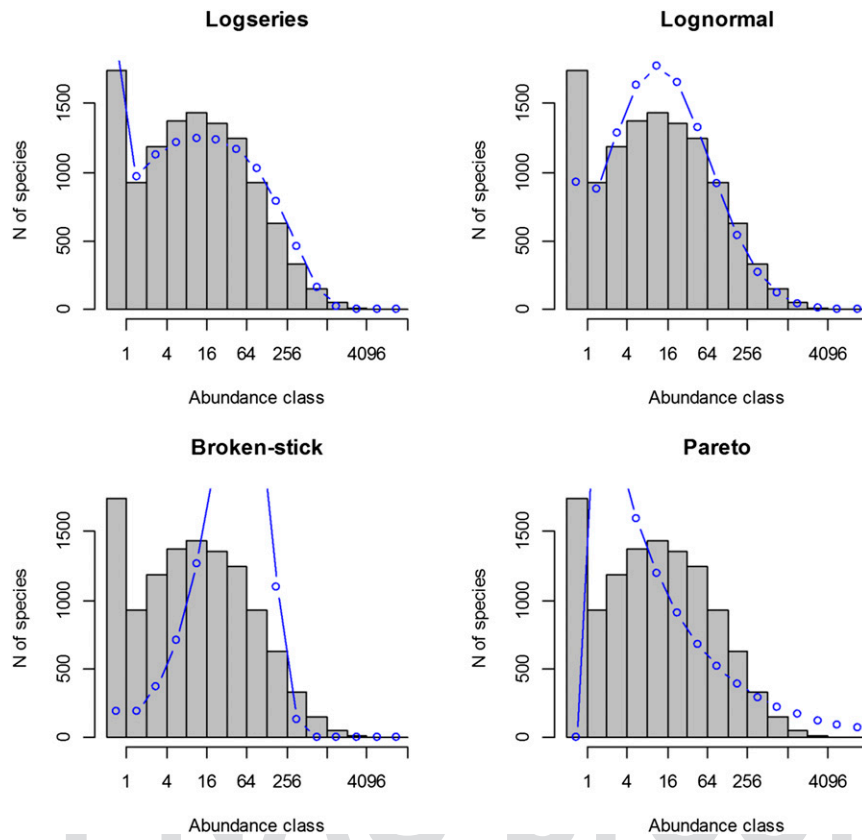 Logseries
Lognormal
N of species
0 500 1000 1500
1 4 16 64 256 4096
Abundance class
N of species
0 500 1000 1500
1 4 16 64 256 4096
Abundance class
Broken-stick
Pareto
N of species
0 500 1000 1500
1 4 16 64 256 4096
Abundance class
N of species
0 500 1000 1500
1 4 16 64 256 4096
Abundance class